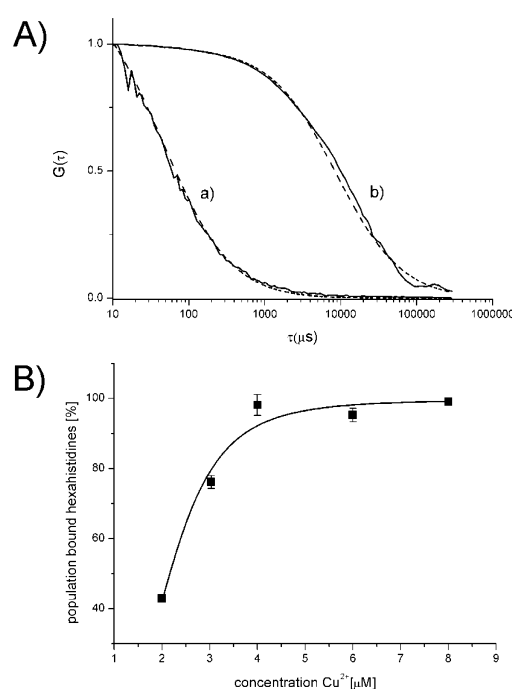 A)
1.0
0.5
0.0
G(τ)
a)
b)
10
100
1000
10000
100000
1000000
τ(µs)
B)
100
80
60
40
population bound hexahistidines [%]
1
2
3
4
5
6
7
8
9
concentration Cu²⁺[µM]